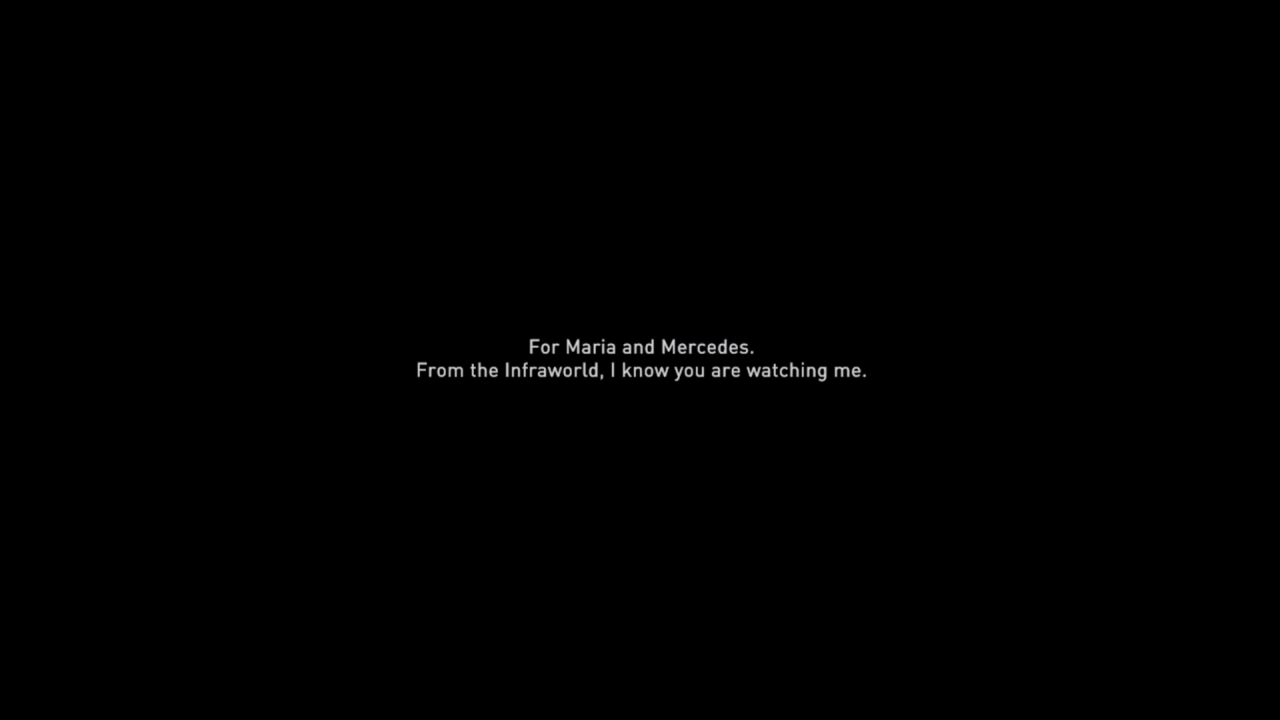 For Maria and Mercedes.
From the Infraworld, I know you are watching me.